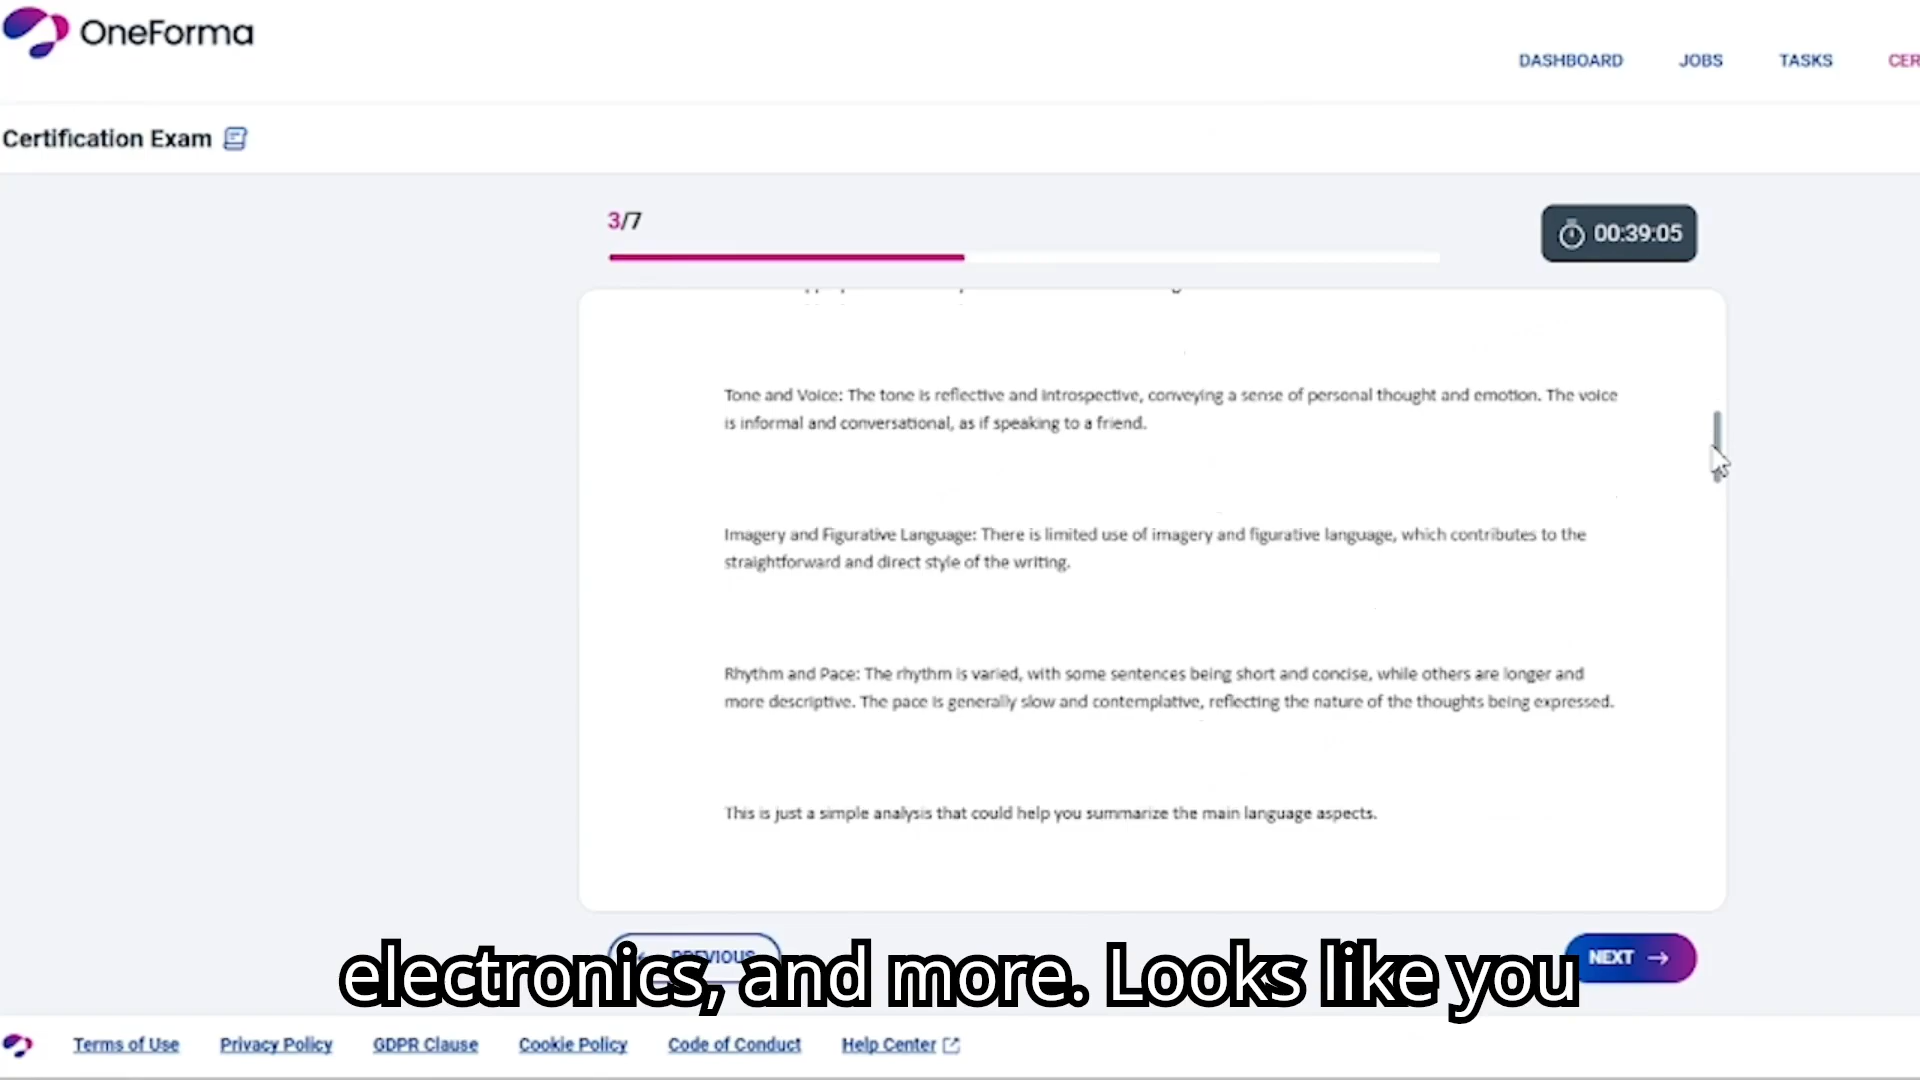 OneForma
DASHBOARD JOBS TASKS CER
Certification Exam
3/7
00:39:05
Tone and Voice: The tone is reflective and introspective, conveying a sense of personal thought and emotion. The voice
is informal and conversational, as if speaking to a friend.
Imagery and Figurative Language: There is limited use of imagery and figurative language, which contributes to the
straightforward and direct style of the writing.
Rhythm and Pace: The rhythm is varied, with some sentences being short and concise, while others are longer and
more descriptive. The pace is generally slow and contemplative, reflecting the nature of the thoughts being expressed.
This is just a simple analysis that could help you summarize the main language aspects.
PREVIOUS
NEXT
electronics, and more. Looks like you
Terms of Use Privacy Policy GDPR Clause Cookie Policy Code of Conduct Help Center